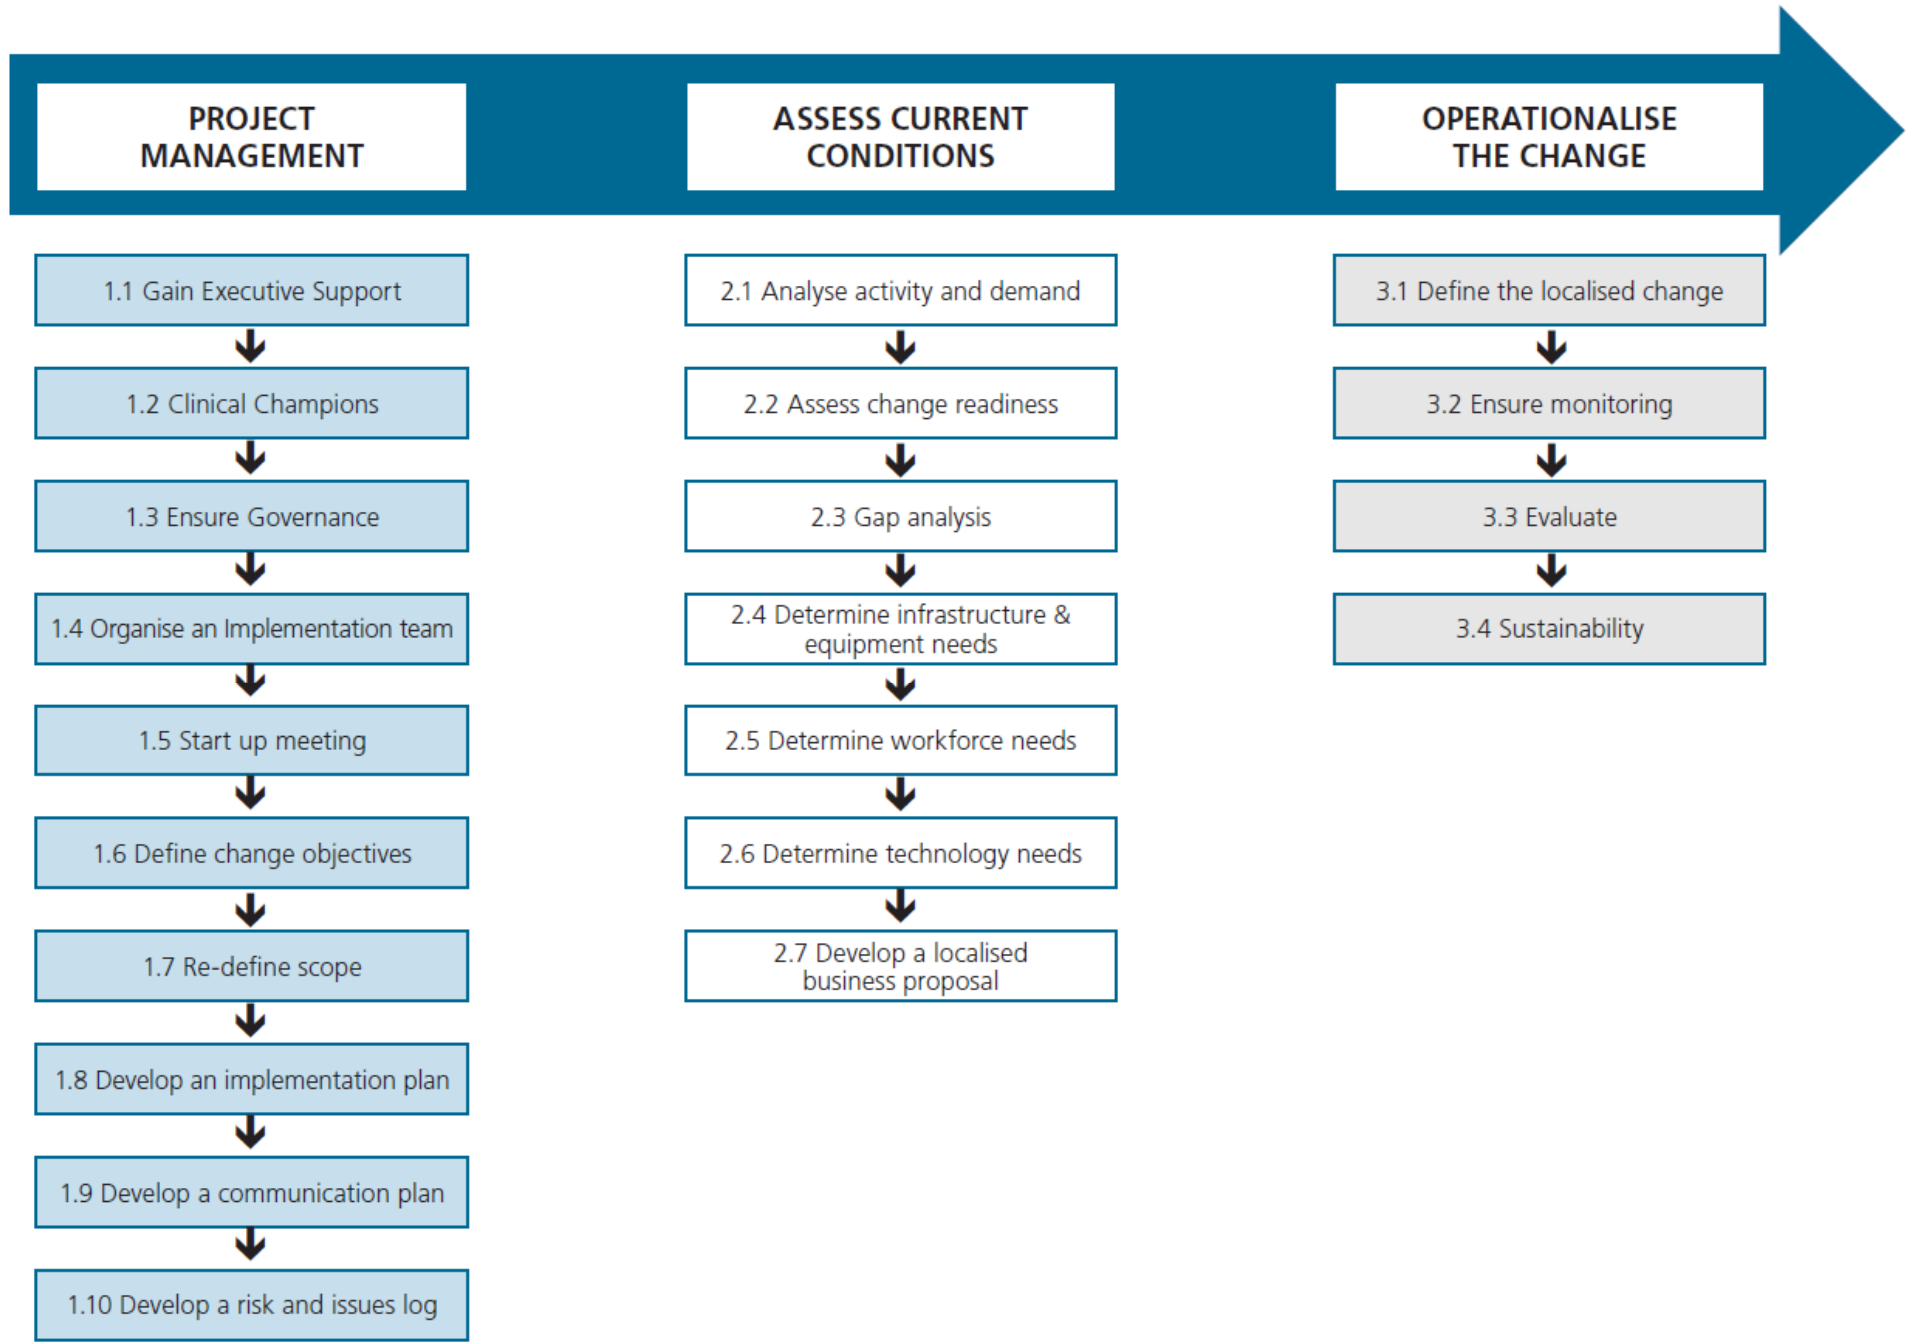 PROJECT
MANAGEMENT
1.1 Gain Executive Support
1.2 Clinical Champions
1.3 Ensure Governance
1.4 Organise an Implementation team
1.5 Start up meeting
1.6 Define change objectives
1.7 Re-define scope
1.8 Develop an implementation plan
1.9 Develop a communication plan
1.10 Develop a risk and issues log
ASSESS CURRENT
CONDITIONS
2.1 Analyse activity and demand
2.2 Assess change readiness
2.3 Gap analysis
2.4 Determine infrastructure &
equipment needs
2.5 Determine workforce needs
2.6 Determine technology needs
2.7 Develop a localised
business proposal
OPERATIONALISE
THE CHANGE
3.1 Define the localised change
3.2 Ensure monitoring
3.3 Evaluate
3.4 Sustainability